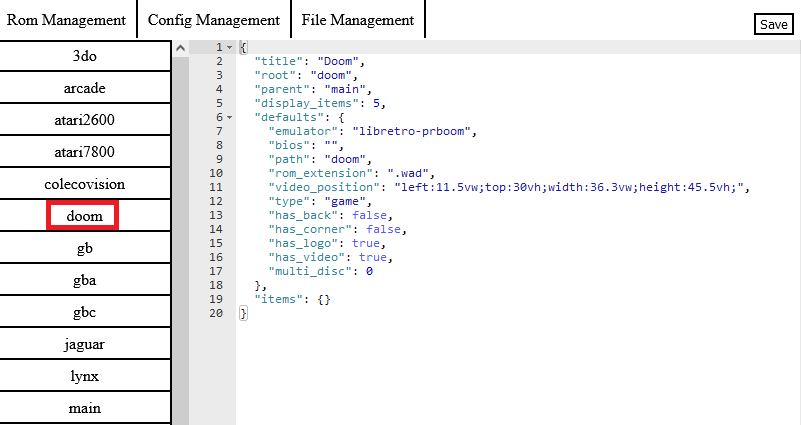 Rom Management Config Management File Management Save
3do
arcade
atari2600
atari7800
colecovision
doom
gb
gba
gbc
jaguar
lynx
main
1 {
2 "title": "Doom",
3 "root": "doom",
4 "parent": "main",
5 "display_items": 5,
6 "defaults": {
7 "emulator": "libretro-prboom",
8 "bios": "",
9 "path": "doom",
10 "rom_extension": ".wad",
11 "video_position": "left:11.5vw;top:30vh;width:36.3vw;height:45.5vh;",
12 "type": "game",
13 "has_back": false,
14 "has_corner": false,
15 "has_logo": true,
16 "has_video": true,
17 "multi_disc": 0
18 },
19 "items": {}
20 }